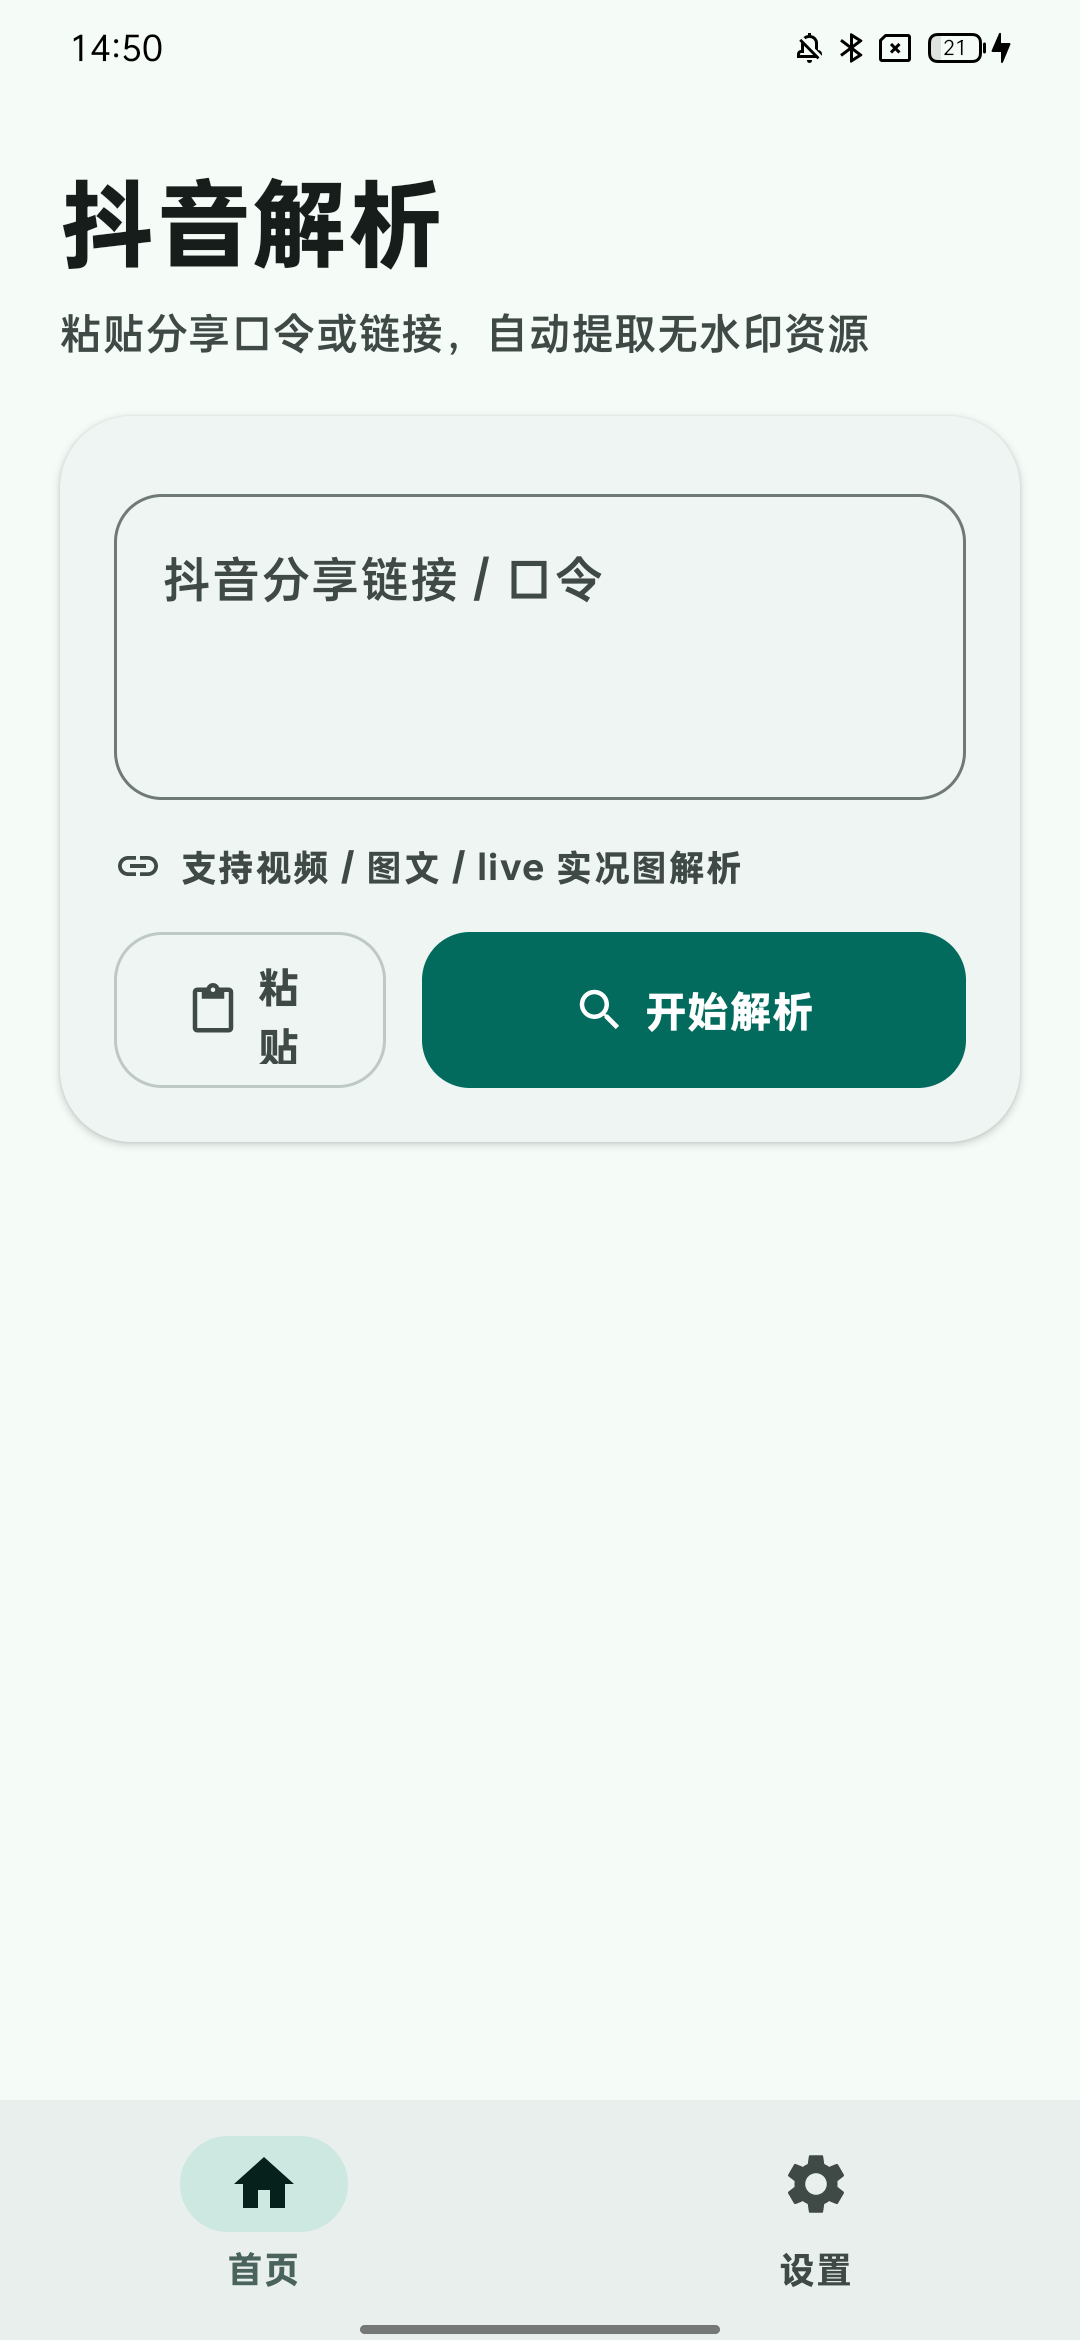 14:50
21
抖音解析
粘贴分享口令或链接，自动提取无水印资源
抖音分享链接 / 口令
支持视频 / 图文 / live 实况图解析
粘
贴
开始解析
首页
设置